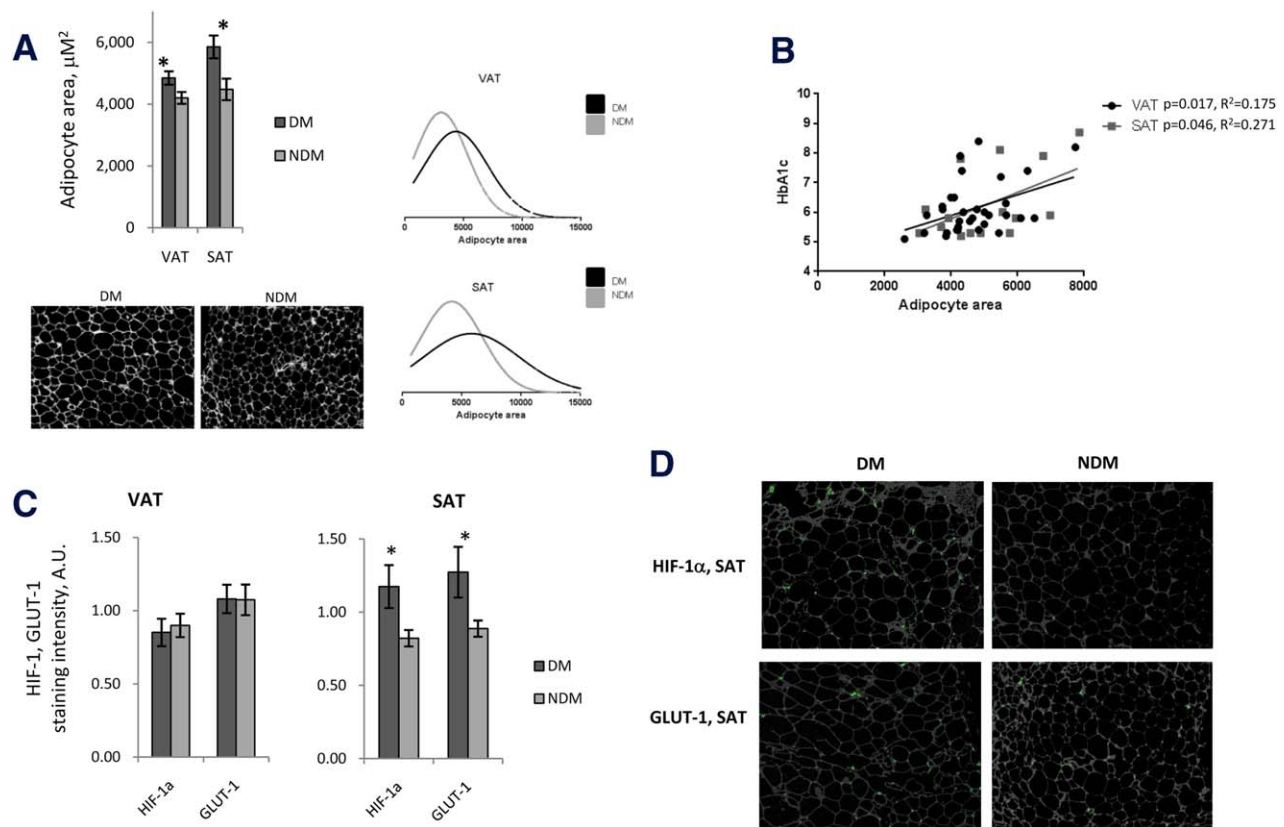 A
Adipocyte area, µM²
6,000
4,000
2,000
0
*
*
VAT SAT
DM
NDM
VAT
DM
NDM
0 5000 10000 15000
Adipocyte area
DM NDM
SAT
DM
NDM
0 5000 10000 15000
Adipocyte area
B
HbA1c
10
9
8
7
6
5
4
0 2000 4000 6000 8000
Adipocyte area
VAT p=0.017, R²=0.175
SAT p=0.046, R²=0.271
C
HIF-1, GLUT-1
staining intensity, A.U.
VAT
1.50
1.00
0.50
0.00
HIF-1a GLUT-1
SAT
1.50
1.00
0.50
0.00
* *
HIF-1a GLUT-1
DM
NDM
D
DM NDM
HIF-1α, SAT
GLUT-1, SAT